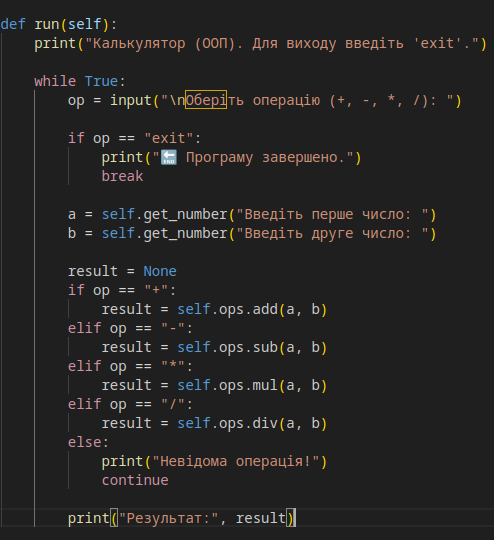 def run(self):
    print("Калькулятор (ООП). Для виходу введіть 'exit'.")

    while True:
        op = input("\nОберіть операцію (+, -, *, /): ")

        if op == "exit":
            print("🔚 Програму завершено.")
            break

        a = self.get_number("Введіть перше число: ")
        b = self.get_number("Введіть друге число: ")

        result = None
        if op == "+":
            result = self.ops.add(a, b)
        elif op == "-":
            result = self.ops.sub(a, b)
        elif op == "*":
            result = self.ops.mul(a, b)
        elif op == "/":
            result = self.ops.div(a, b)
        else:
            print("Невідома операція!")
            continue

        print("Результат:", result)